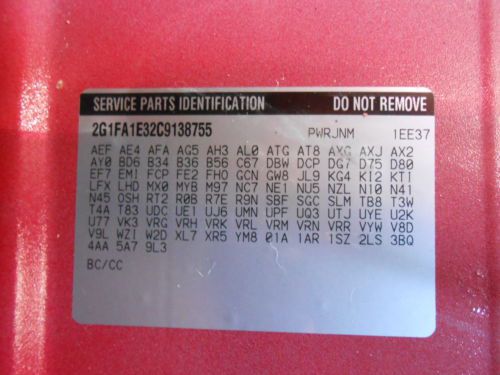 SERVICE PARTS IDENTIFICATION DO NOT REMOVE
2G1FA1E32C9138755 PWRJNM 1EE37
AEF AE4 AFA AG5 AH3 AL0 ATG AT8 AXG AXJ AX2
AY0 BD6 B34 B36 B56 C67 DBW DCP DG7 D75 D80
EF7 EMI FCP FE2 FHO GCN GW8 JL9 KG4 KI2 KTI
LFX LHD MX0 MYB M97 NC7 NE1 NU5 NZL N10 N41
N45 OSH RT2 R0B R7E R9N SBF SGC SLM TB8 T3W
T4A T83 UDC UE1 UJ6 UMN UPF UQ3 UTJ UYE U2K
U77 VK3 VRG VRH VRK VRL VRM VRN VRR VYW V8D
V9L WZI W2D XL7 XR5 YM8 01A 1AR 1SZ 2LS 3BQ
4AA 5A7 9L3
BC/CC